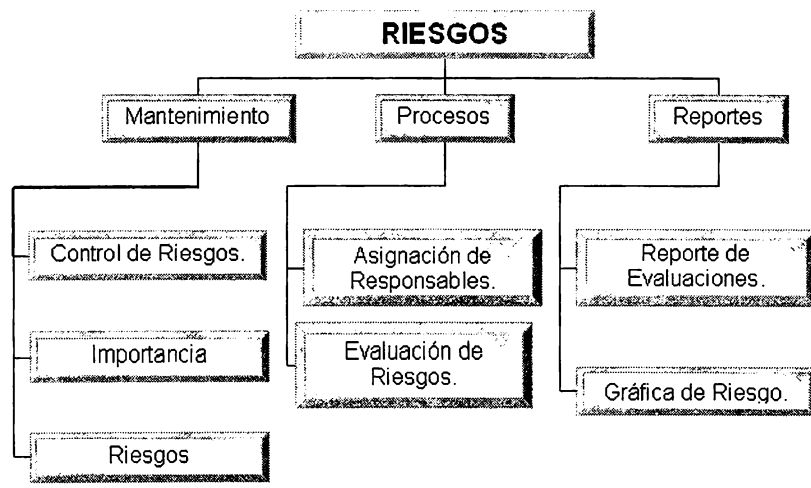 RIESGOS
Mantenimiento
Procesos
Reportes
Control de Riesgos.
Importancia
Riesgos
Asignación de
Responsables.
Evaluación de
Riesgos.
Reporte de
Evaluaciones.
Gráfica de Riesgo.